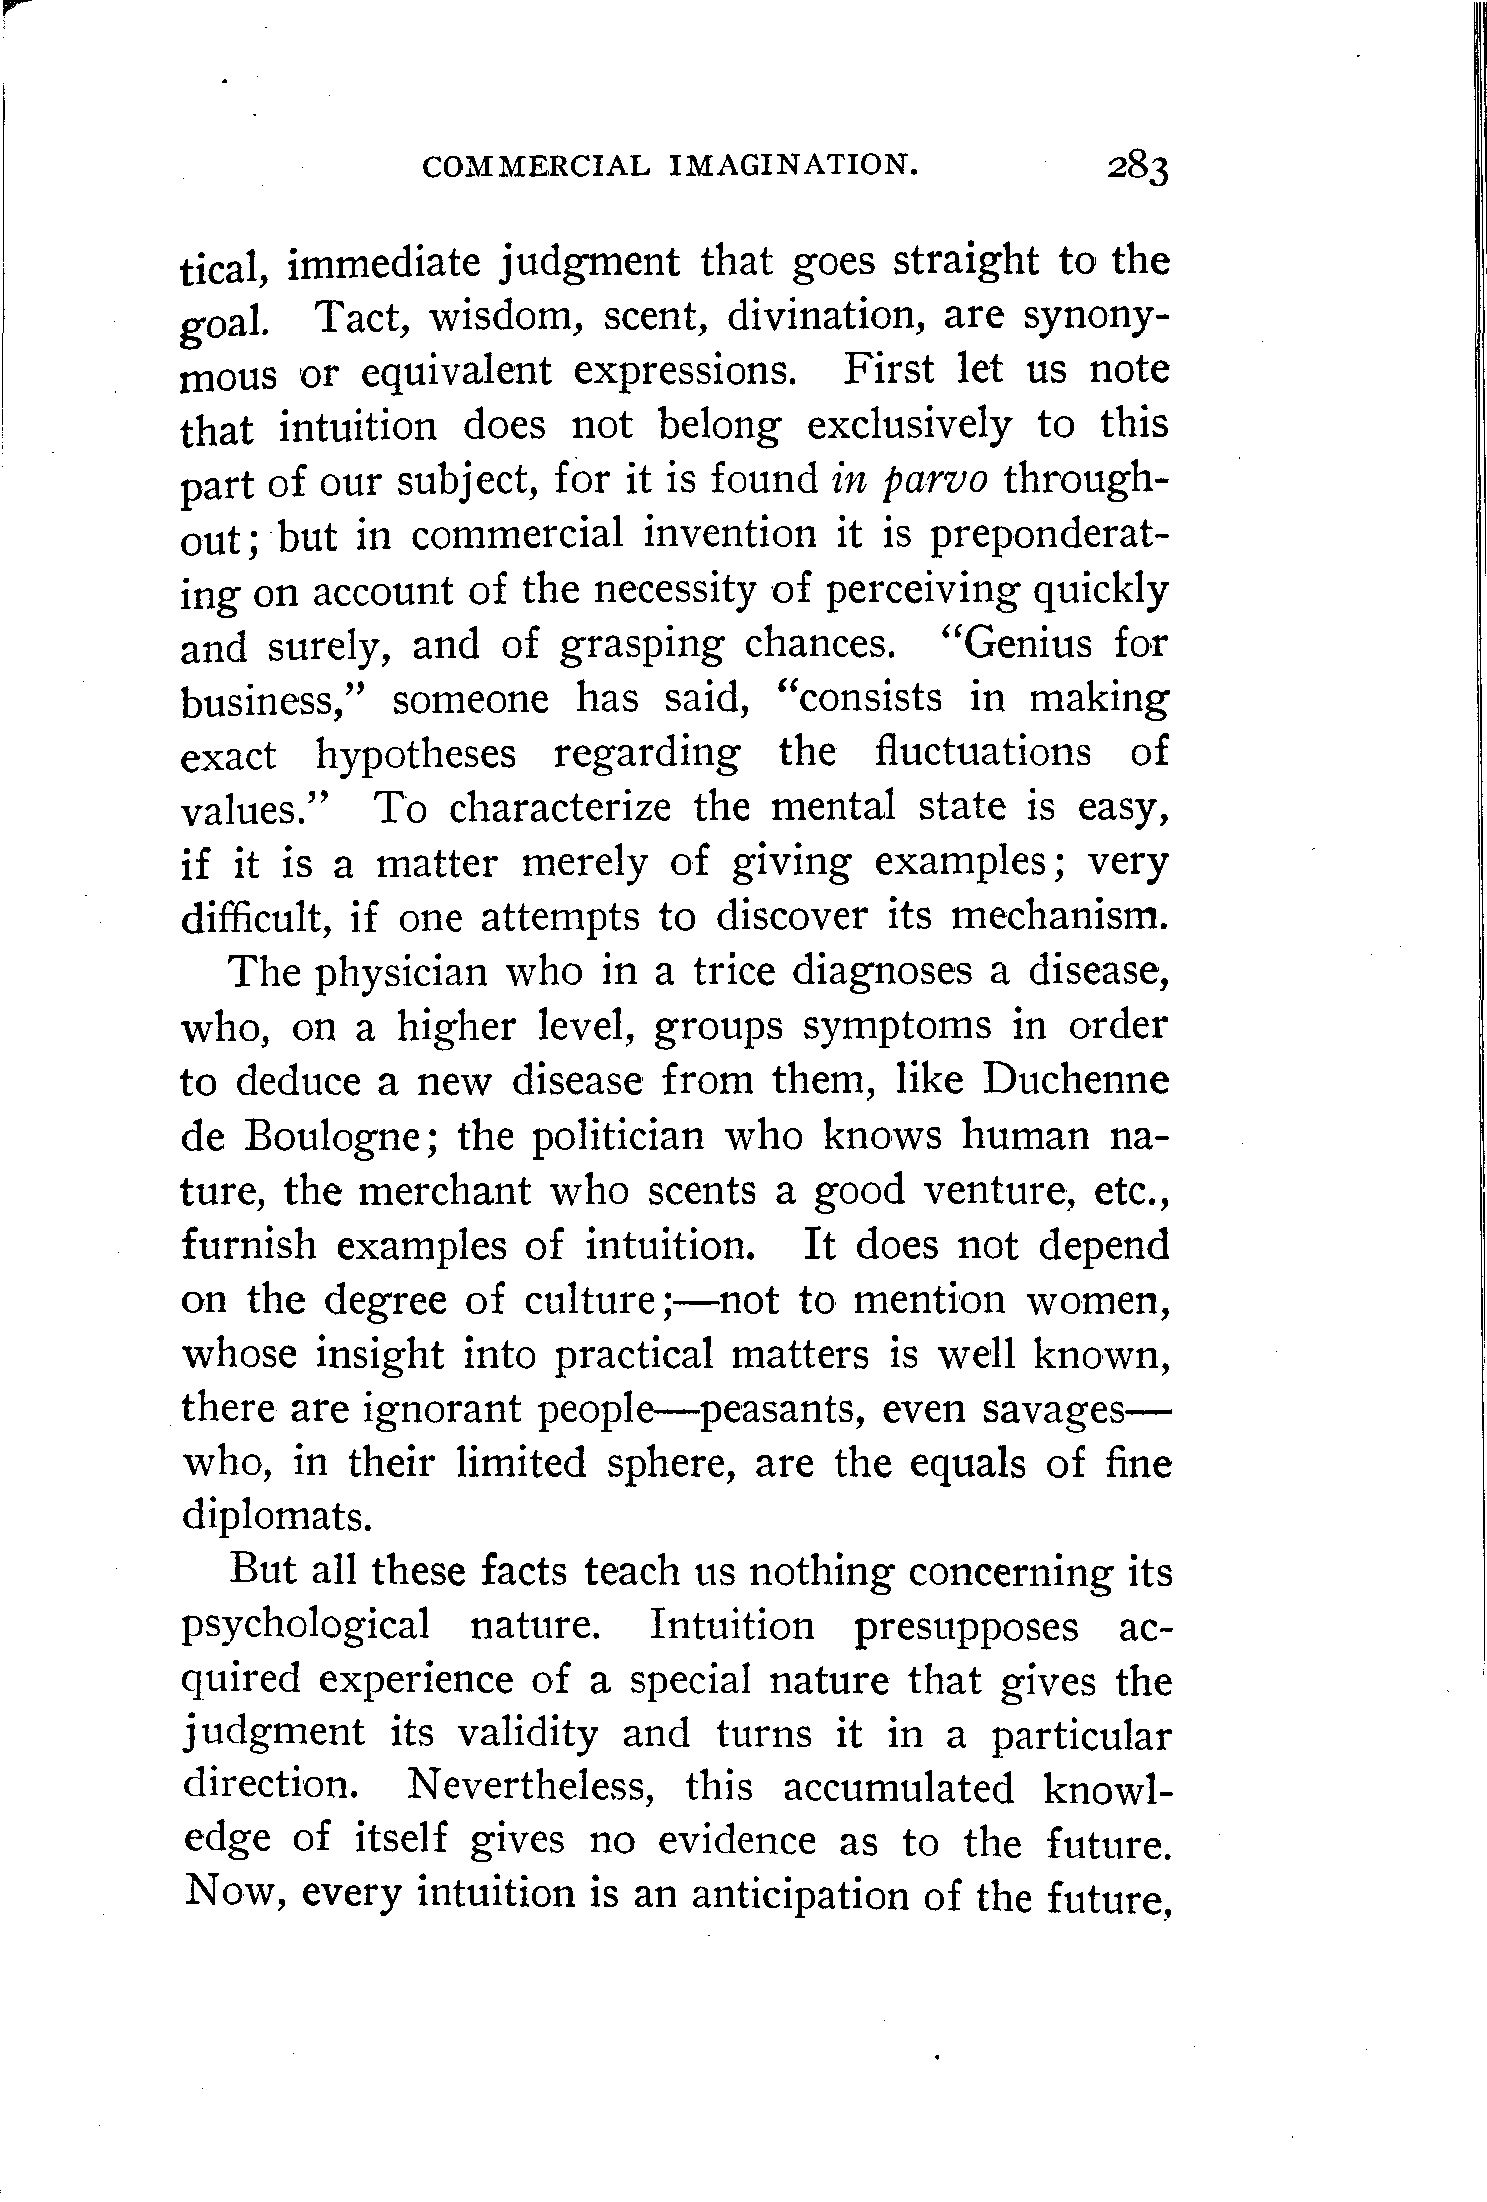 COMMERCIAL IMAGINATION. 283
tical, immediate judgment that goes straight to the
goal. Tact, wisdom, scent, divination, are synony-
mous or equivalent expressions. First let us note
that intuition does not belong exclusively to this
part of our subject, for it is found in parvo through-
out; but in commercial invention it is preponderat-
ing on account of the necessity of perceiving quickly
and surely, and of grasping chances. “Genius for
business,” someone has said, “consists in making
exact hypotheses regarding the fluctuations of
values.” To characterize the mental state is easy,
if it is a matter merely of giving examples; very
difficult, if one attempts to discover its mechanism.
The physician who in a trice diagnoses a disease,
who, on a higher level, groups symptoms in order
to deduce a new disease from them, like Duchenne
de Boulogne; the politician who knows human na-
ture, the merchant who scents a good venture, etc.,
furnish examples of intuition. It does not depend
on the degree of culture;—not to mention women,
whose insight into practical matters is well known,
there are ignorant people—peasants, even savages—
who, in their limited sphere, are the equals of fine
diplomats.
But all these facts teach us nothing concerning its
psychological nature. Intuition presupposes ac-
quired experience of a special nature that gives the
judgment its validity and turns it in a particular
direction. Nevertheless, this accumulated knowl-
edge of itself gives no evidence as to the future.
Now, every intuition is an anticipation of the future,